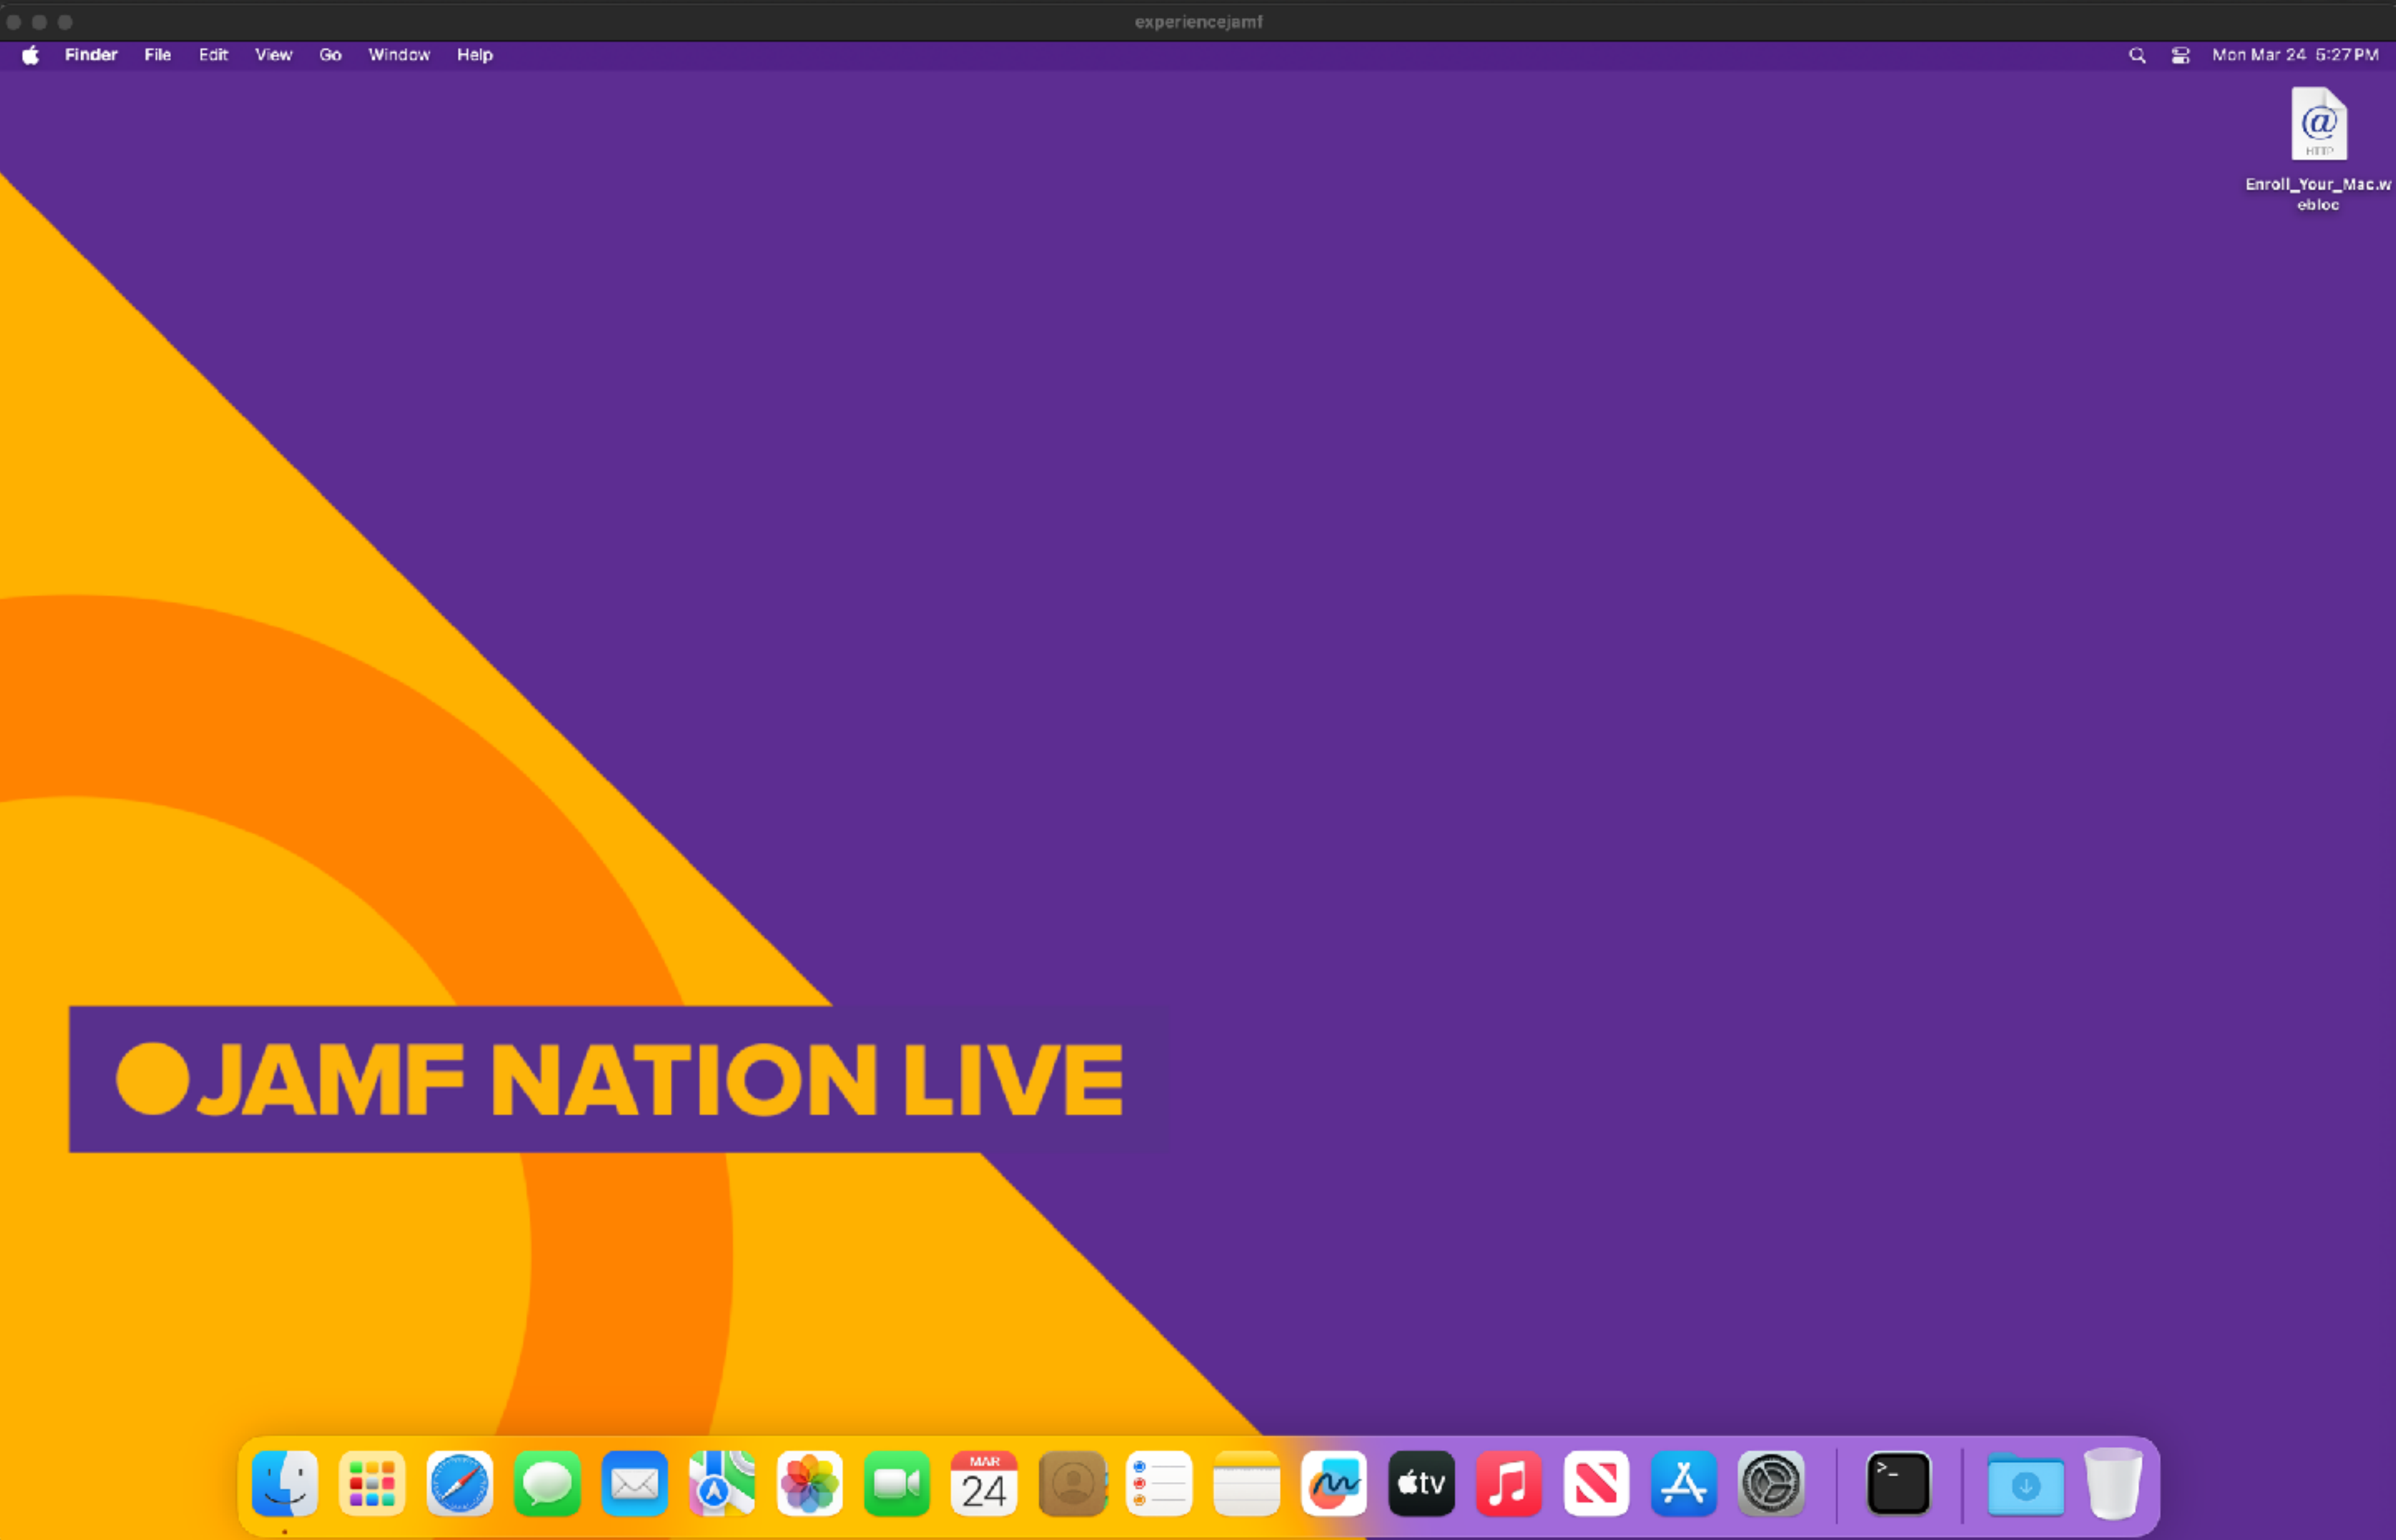 experiencejamf
Finder File Edit View Go Window Help
Mon Mar 24 5:27 PM
HTTP
Enroll_Your_Mac.w
ebloc
JAMF NATION LIVE
MAR
24
tv
>_